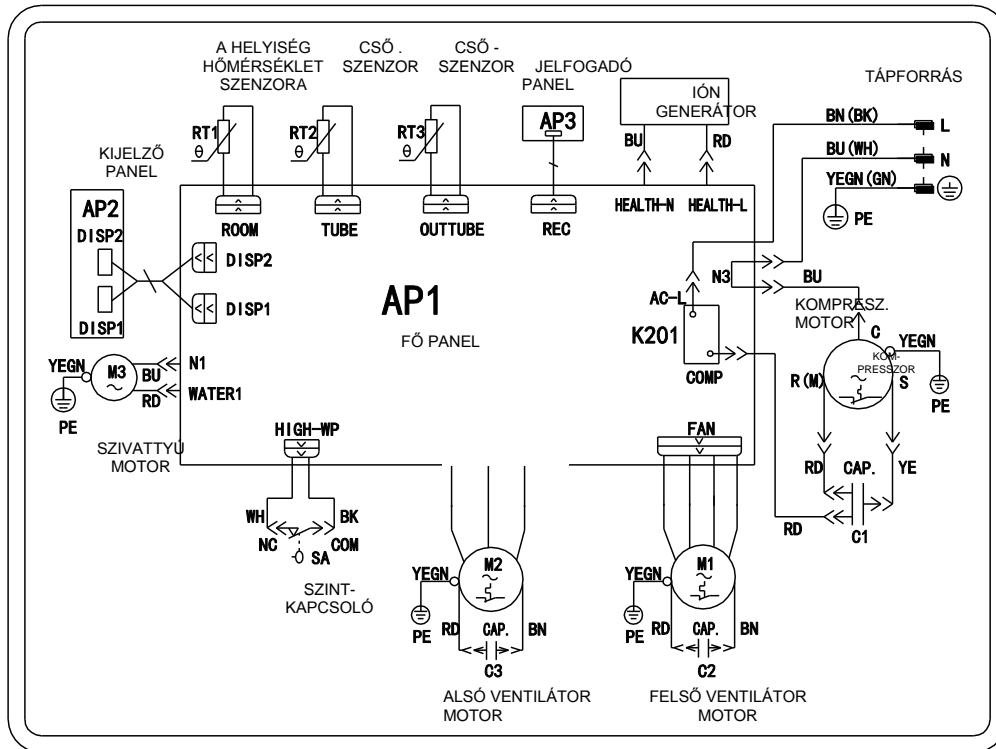 A HELYISÉG
HŐMÉRSÉKLET
SZENZORA
CSŐ .
SZENZOR
CSŐ -
SZENZOR
JELFOGADÓ
PANEL
IÓN
GENERÁTOR
TÁPFORRÁS
RT1
θ
RT2
θ
RT3
θ
AP3
BU
RD
BN(BK)
L
BU(WH)
N
YEGN(GN)
PE
KIJELZŐ
PANEL
AP2
DISP2
DISP1
ROOM
TUBE
OUTTUBE
REC
HEALTH-N
HEALTH-L
DISP2
DISP1
AP1
FŐ PANEL
AC-L
K201
COMP
N3
BU
KOMPRESZ.
MOTOR
C
YEGN
KOM-
PRESSZOR
R(M)
S
PE
YEGN
M3
~
BU
RD
N1
WATER1
PE
SZIVATTYÚ
MOTOR
HIGH-WP
WH
BK
NC
COM
SA
SZINT-
KAPCSOLÓ
FAN
RD
CAP.
YE
RD
C1
YEGN
M2
~
PE
RD
CAP.
BN
C3
ALSÓ VENTILÁTOR
MOTOR
YEGN
M1
~
PE
RD
CAP.
BN
C2
FELSŐ VENTILÁTOR
MOTOR